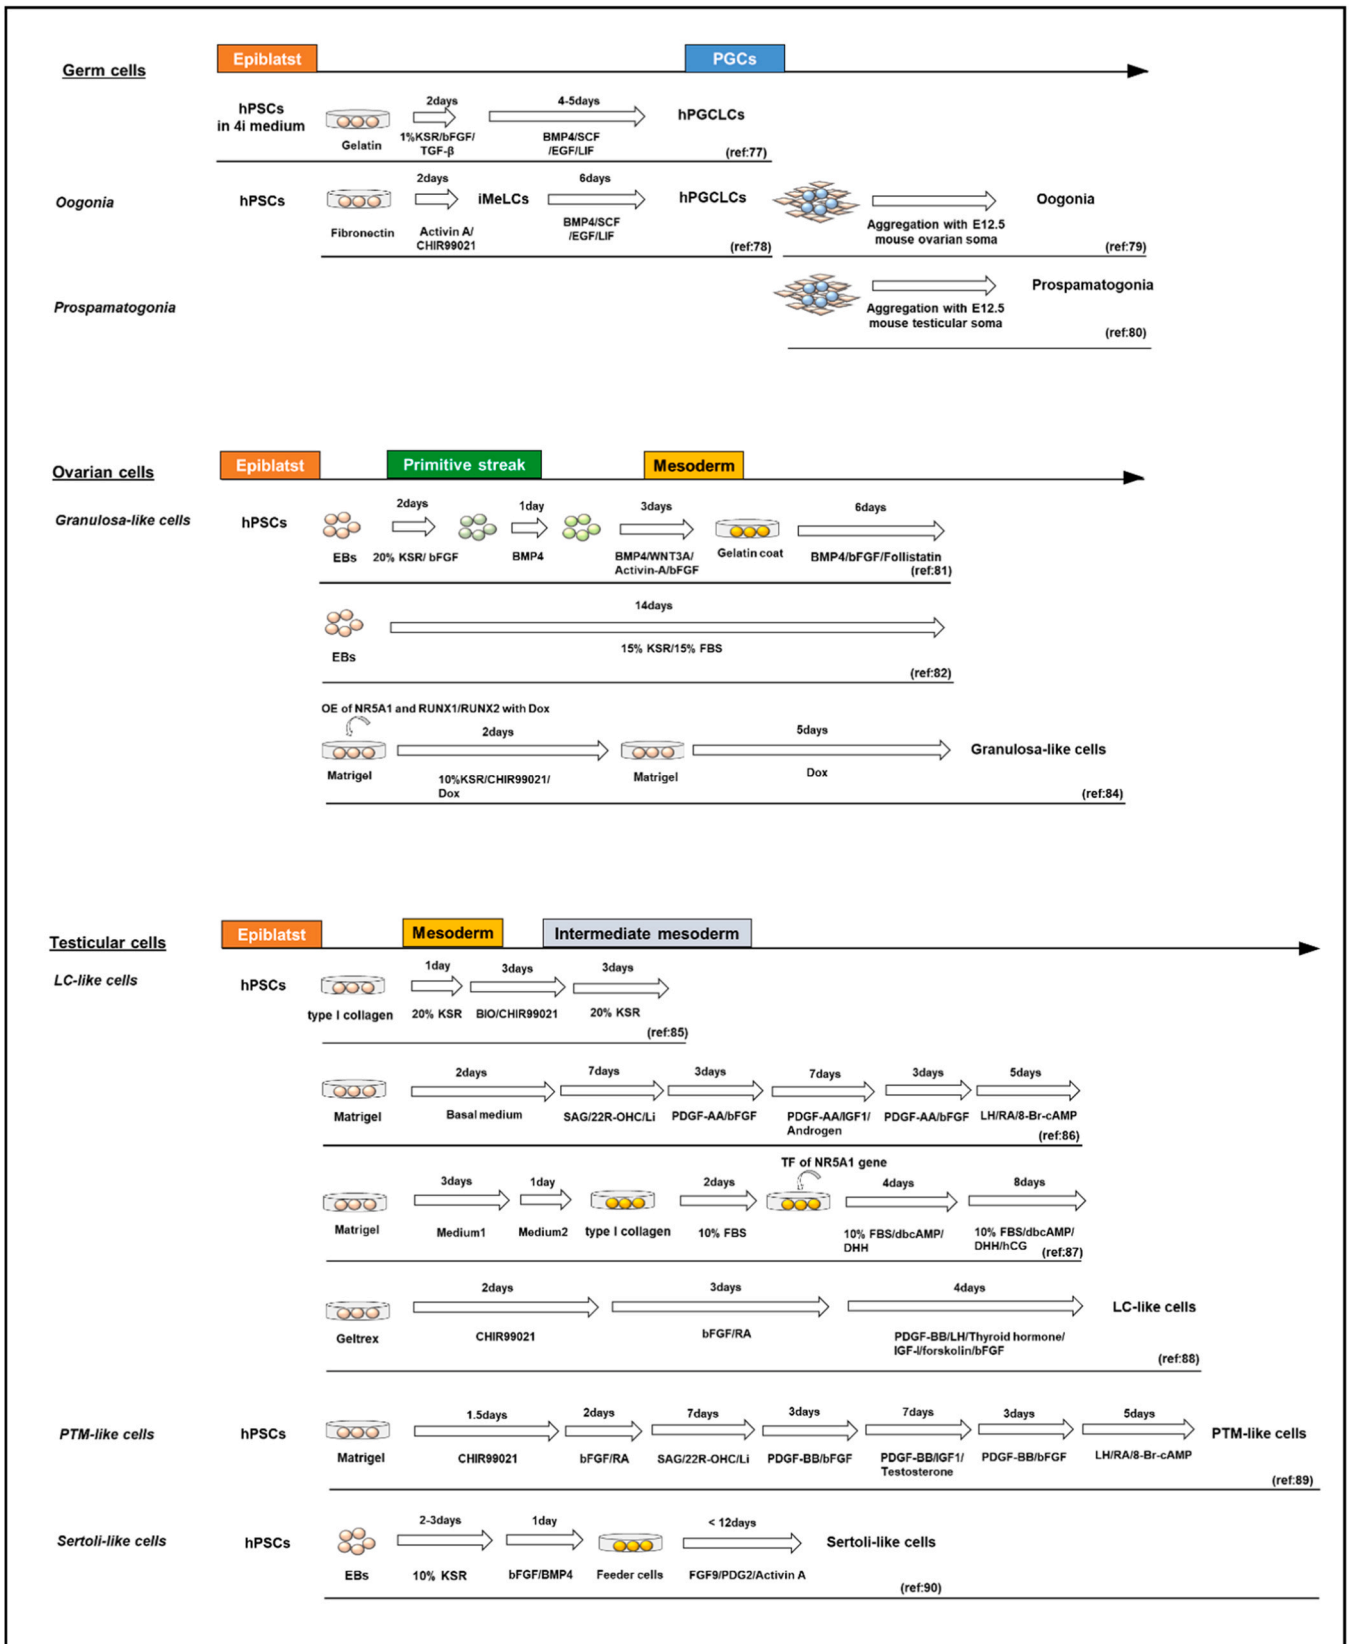 Germ cells
Epiblatst
PGCs
hPSCs
in 4i medium
Gelatin
2days
1%KSR/bFGF/
TGF-β
4-5days
BMP4/SCF
/EGF/LIF
hPGCLCs
(ref:77)
Oogonia
hPSCs
Fibronectin
2days
Activin A/
CHIR99021
iMeLCs
6days
BMP4/SCF
/EGF/LIF
hPGCLCs
(ref:78)
Aggregation with E12.5
mouse ovarian soma
Oogonia
(ref:79)
Prospamatogonia
Aggregation with E12.5
mouse testicular soma
Prospamatogonia
(ref:80)
Ovarian cells
Epiblatst
Primitive streak
Mesoderm
Granulosa-like cells
hPSCs
EBs
2days
20% KSR/ bFGF
1day
BMP4
3days
BMP4/WNT3A/
Activin-A/bFGF
Gelatin coat
6days
BMP4/bFGF/Follistatin
(ref:81)
EBs
14days
15% KSR/15% FBS
(ref:82)
OE of NR5A1 and RUNX1/RUNX2 with Dox
Matrigel
2days
10%KSR/CHIR99021/
Dox
Matrigel
5days
Dox
Granulosa-like cells
(ref:84)
Testicular cells
Epiblatst
Mesoderm
Intermediate mesoderm
LC-like cells
hPSCs
type I collagen
1day
20% KSR
3days
BIO/CHIR99021
3days
20% KSR
(ref:85)
Matrigel
2days
Basal medium
7days
SAG/22R-OHC/Li
3days
PDGF-AA/bFGF
7days
PDGF-AA/IGF1/
Androgen
3days
PDGF-AA/bFGF
5days
LH/RA/8-Br-cAMP
(ref:86)
Matrigel
3days
Medium1
1day
Medium2
type I collagen
2days
10% FBS
TF of NR5A1 gene
4days
10% FBS/dbcAMP/
DHH
8days
10% FBS/dbcAMP/
DHH/hCG
(ref:87)
Geltrex
2days
CHIR99021
3days
bFGF/RA
4days
PDGF-BB/LH/Thyroid hormone/
IGF-I/forskolin/bFGF
LC-like cells
(ref:88)
PTM-like cells
hPSCs
Matrigel
1.5days
CHIR99021
2days
bFGF/RA
7days
SAG/22R-OHC/Li
3days
PDGF-BB/bFGF
7days
PDGF-BB/IGF1/
Testosterone
3days
PDGF-BB/bFGF
5days
LH/RA/8-Br-cAMP
PTM-like cells
(ref:89)
Sertoli-like cells
hPSCs
EBs
2-3days
10% KSR
1day
bFGF/BMP4
Feeder cells
< 12days
FGF9/PDG2/Activin A
Sertoli-like cells
(ref:90)